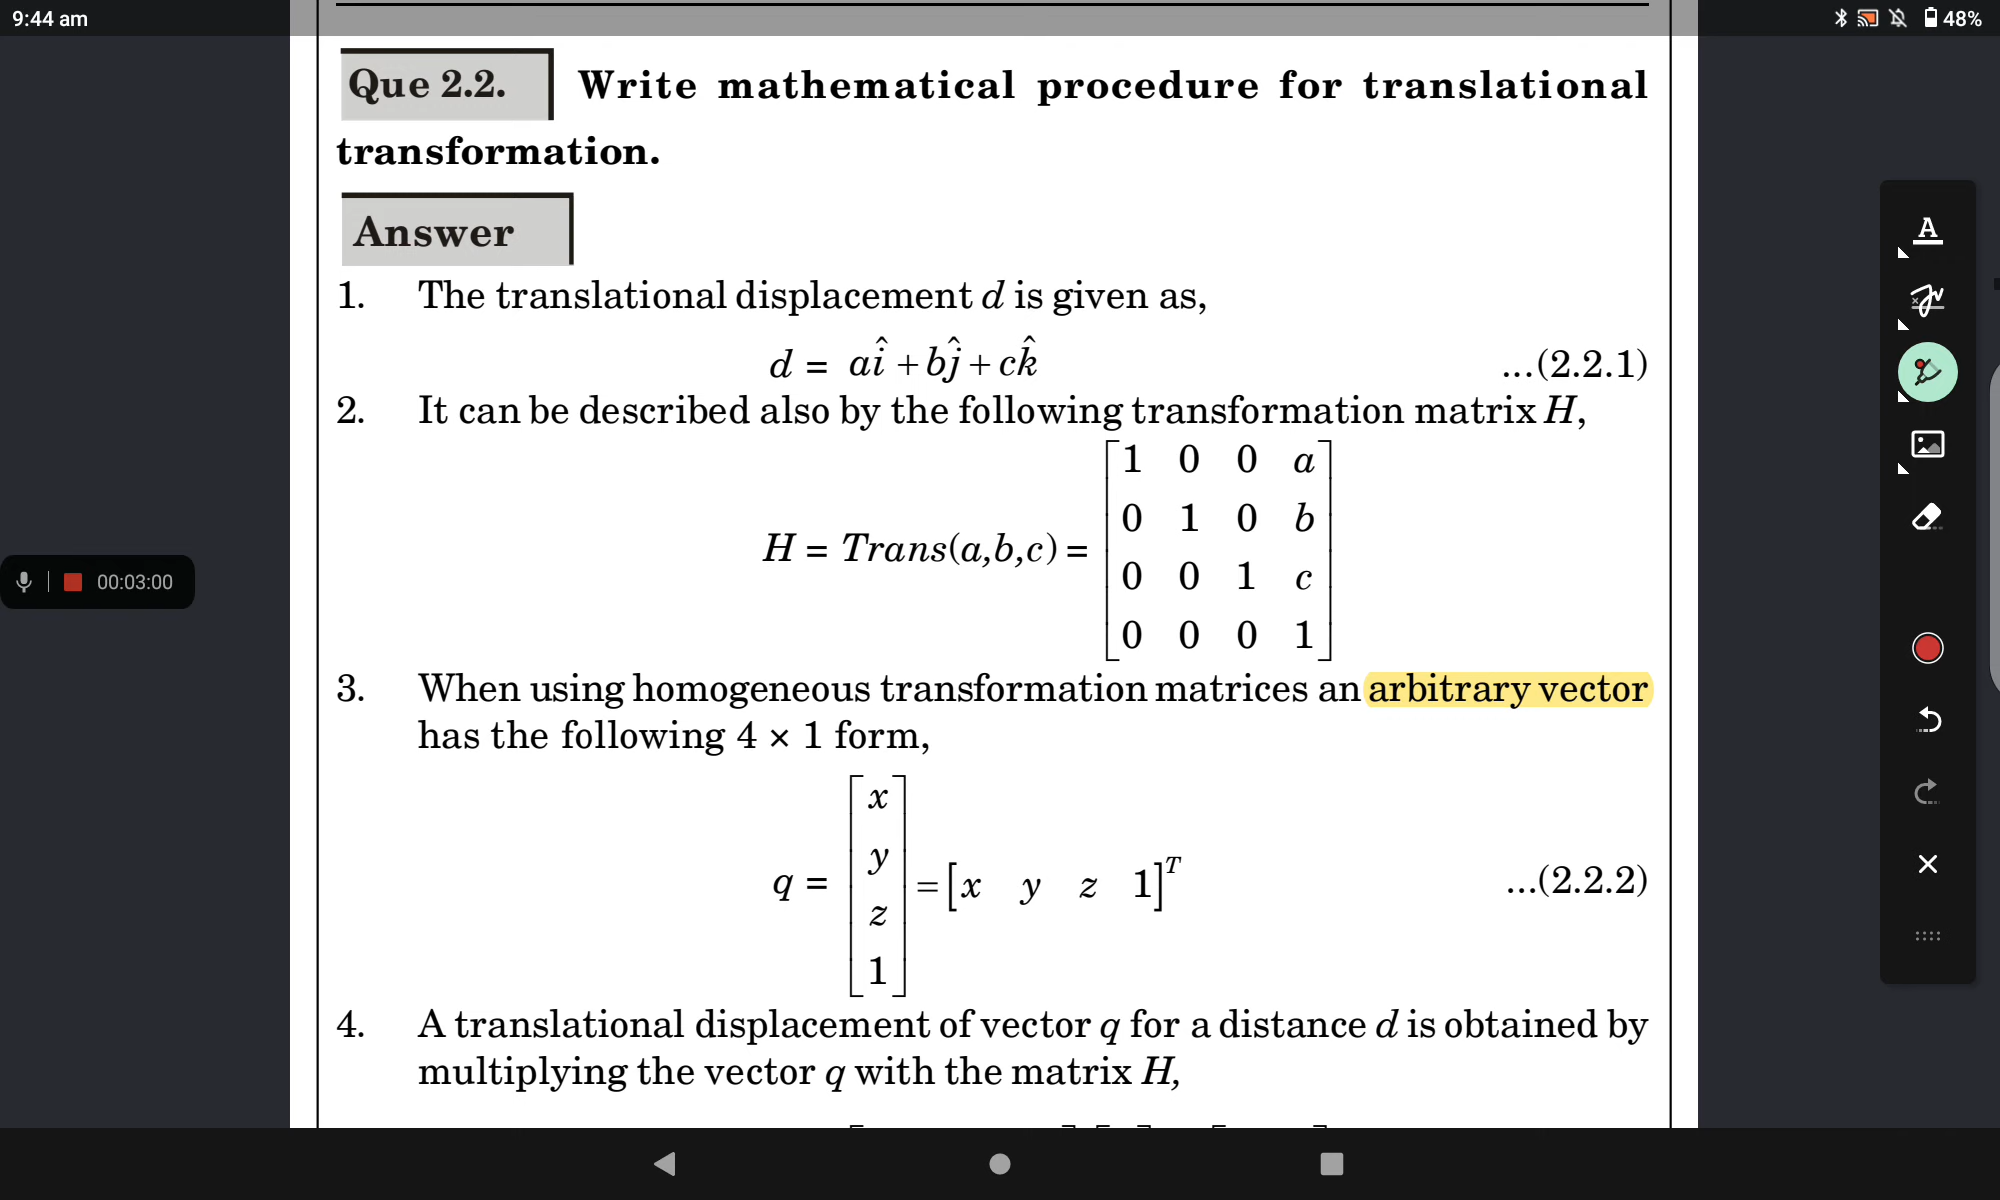 9:44 am
48%
Que 2.2. Write mathematical procedure for translational
transformation.
Answer
1. The translational displacement d is given as,
d = aî + bĵ + ck̂ ...(2.2.1)
2. It can be described also by the following transformation matrix H,
H = Trans(a,b,c) =
1 0 0 a
0 1 0 b
0 0 1 c
0 0 0 1
3. When using homogeneous transformation matrices an arbitrary vector
has the following 4 × 1 form,
q = [x y z 1] = [x y z 1]ᵀ ...(2.2.2)
4. A translational displacement of vector q for a distance d is obtained by
multiplying the vector q with the matrix H,
00:03:00
A